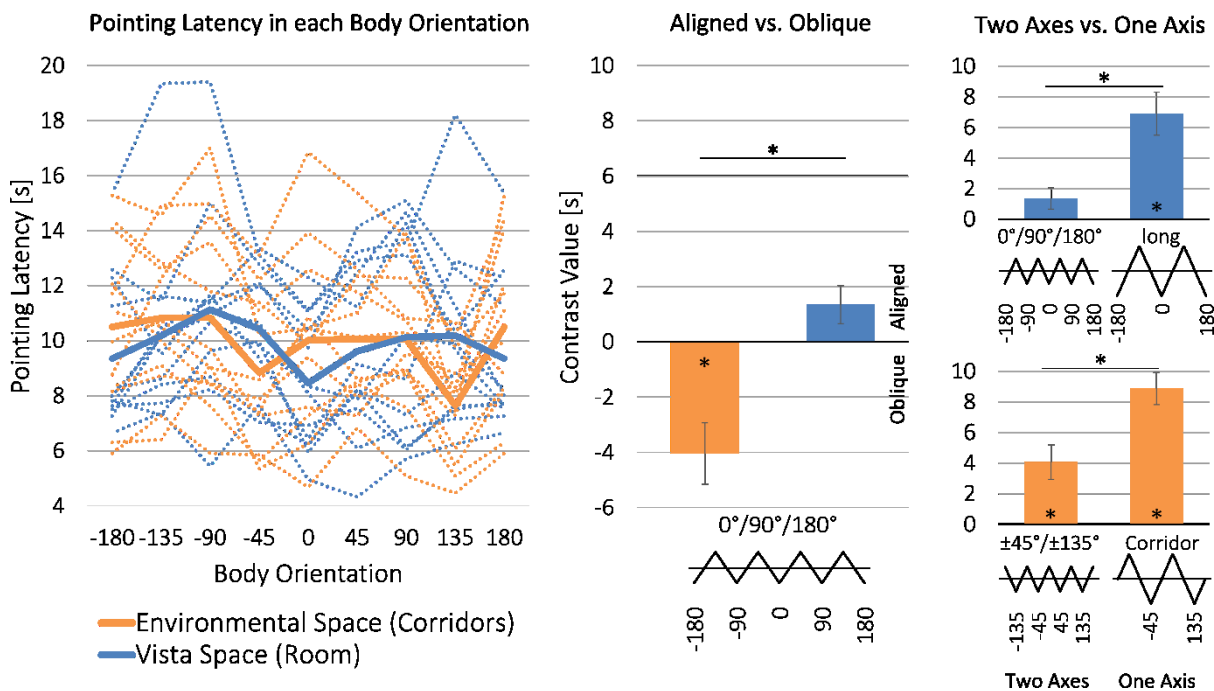 Pointing Latency in each Body Orientation
Pointing Latency [s]
20
18
16
14
12
10
8
6
4
-180 -135 -90 -45 0 45 90 135 180
Body Orientation
Environmental Space (Corridors)
Vista Space (Room)
Aligned vs. Oblique
Contrast Value [s]
10
8
6
4
2
0
-2
-4
-6
*
*
Aligned
Oblique
0°/90°/180°
-180 -90 0 90 180
Two Axes vs. One Axis
10
8
6
4
2
0
*
*
0°/90°/180° long
-180 -90 0 90 180 -180 0 180
10
8
6
4
2
0
*
* *
±45°/±135° Corridor
-135 -45 45 135 -45 135
Two Axes One Axis